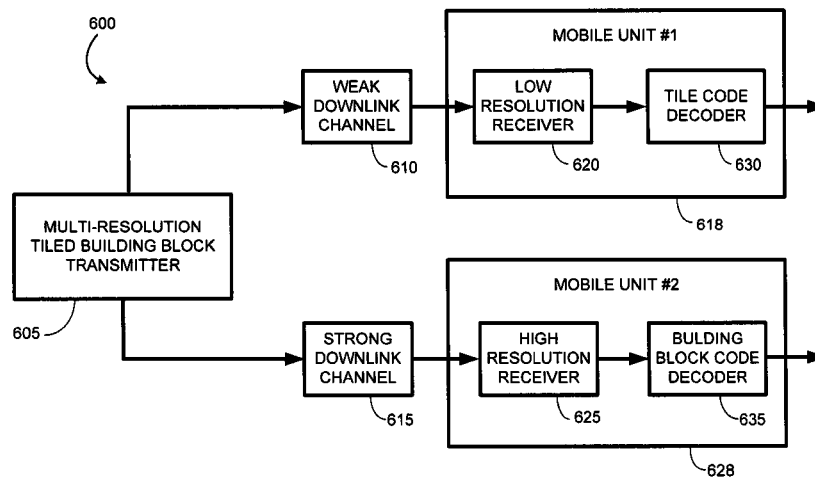 600
MOBILE UNIT #1
WEAK
DOWNLINK
CHANNEL
610
LOW
RESOLUTION
RECEIVER
620
TILE CODE
DECODER
630
618
MULTI-RESOLUTION
TILED BUILDING BLOCK
TRANSMITTER
605
MOBILE UNIT #2
STRONG
DOWNLINK
CHANNEL
615
HIGH
RESOLUTION
RECEIVER
625
BULDING
BLOCK CODE
DECODER
635
628